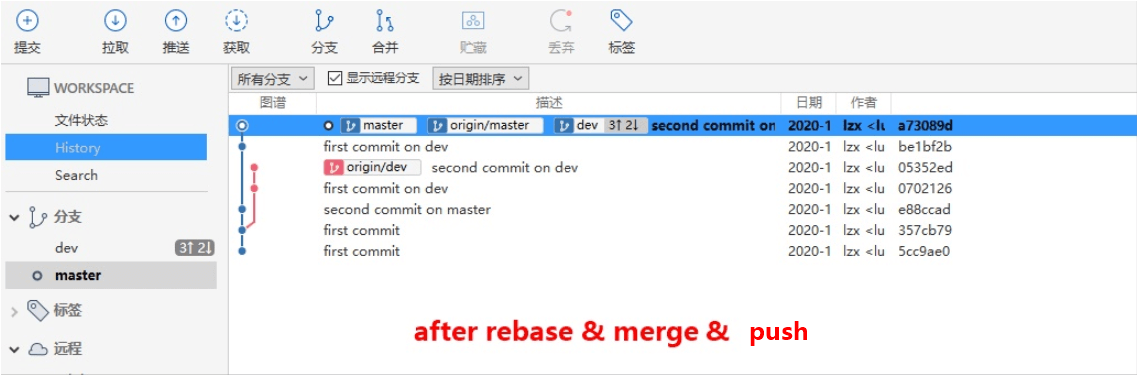 提交 拉取 推送 获取 分支 合并 贮藏 丢弃 标签
WORKSPACE
文件状态
History
Search
分支
dev 3↑ 2↓
master
标签
远程
所有分支 显示远程分支 按日期排序
图谱 描述 日期 作者
master origin/master dev 3↑ 2↓ second commit on 2020-1 lzx <lu a73089d
first commit on dev 2020-1 lzx <lu be1bf2b
origin/dev second commit on dev 2020-1 lzx <lu 05352ed
first commit on dev 2020-1 lzx <lu 0702126
second commit on master 2020-1 lzx <lu e88ccad
first commit 2020-1 lzx <lu 357cb79
first commit 2020-1 lzx <lu 5cc9ae0
after rebase & merge & push